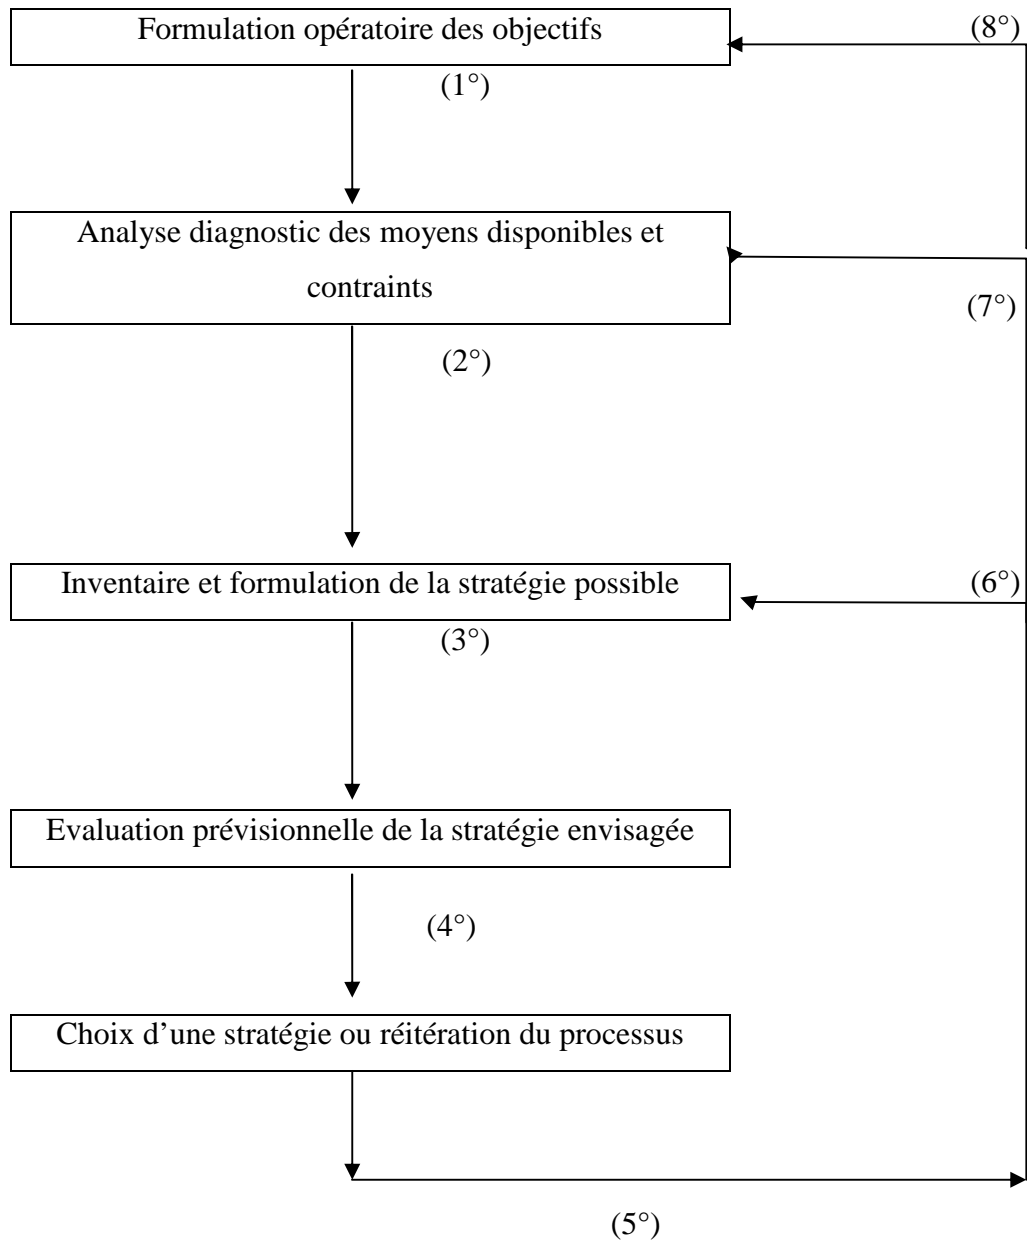 Formulation opératoire des objectifs
(8°)
(1°)
Analyse diagnostic des moyens disponibles et
contraints
(7°)
(2°)
Inventaire et formulation de la stratégie possible
(6°)
(3°)
Evaluation prévisionnelle de la stratégie envisagée
(4°)
Choix d’une stratégie ou réitération du processus
(5°)